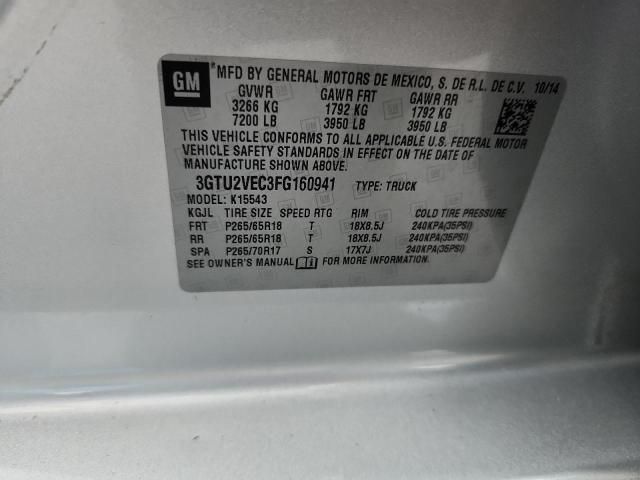 GM
*MFD BY GENERAL MOTORS DE MEXICO, S. DE R.L. DE C.V. 10/14
GVWR GAWR FRT GAWR RR
3266 KG 1792 KG 1792 KG
7200 LB 3950 LB 3950 LB
THIS VEHICLE CONFORMS TO ALL APPLICABLE U.S. FEDERAL MOTOR
VEHICLE SAFETY STANDARDS IN EFFECT ON THE DATE OF
MANUFACTURE SHOWN ABOVE.
3GTU2VEC3FG160941 TYPE: TRUCK
MODEL: K15543
KGJL TIRE SIZE SPEED RTG RIM COLD TIRE PRESSURE
FRT P265/65R18 T 18X8.5J 240KPA(35PSI)
RR P265/65R18 T 18X8.5J 240KPA(35PSI)
SPA P265/70R17 S 17X7J 240KPA(35PSI)
SEE OWNER'S MANUAL FOR MORE INFORMATION.